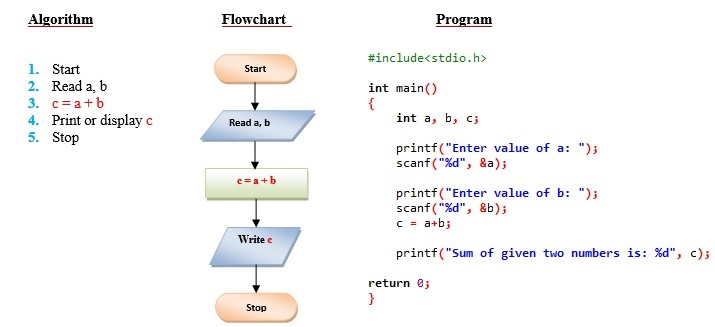 Algorithm
1. Start
2. Read a, b
3. c = a + b
4. Print or display c
5. Stop
Flowchart
Start
Read a, b
c = a + b
Write c
Stop
Program
#include<stdio.h>
int main()
{
int a, b, c;
printf("Enter value of a: ");
scanf("%d", &a);
printf("Enter value of b: ");
scanf("%d", &b);
c = a+b;
printf("Sum of given two numbers is: %d", c);
return 0;
}